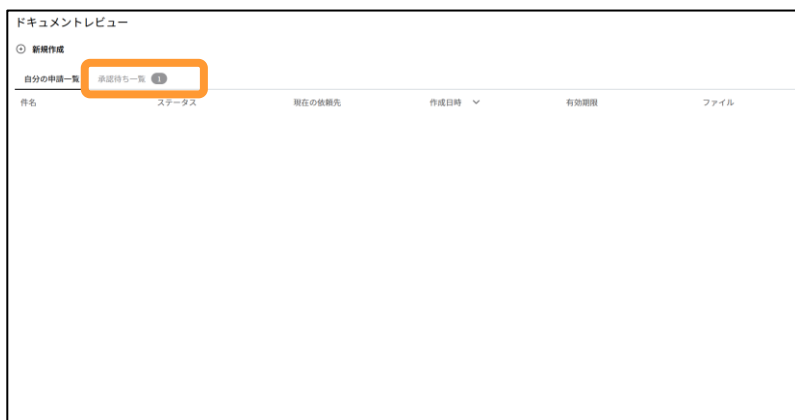 ドキュメントレビュー
新規作成
自分の申請一覧 承認待ち一覧 1
件名 ステータス 現在の依頼先 作成日時 有効期限 ファイル